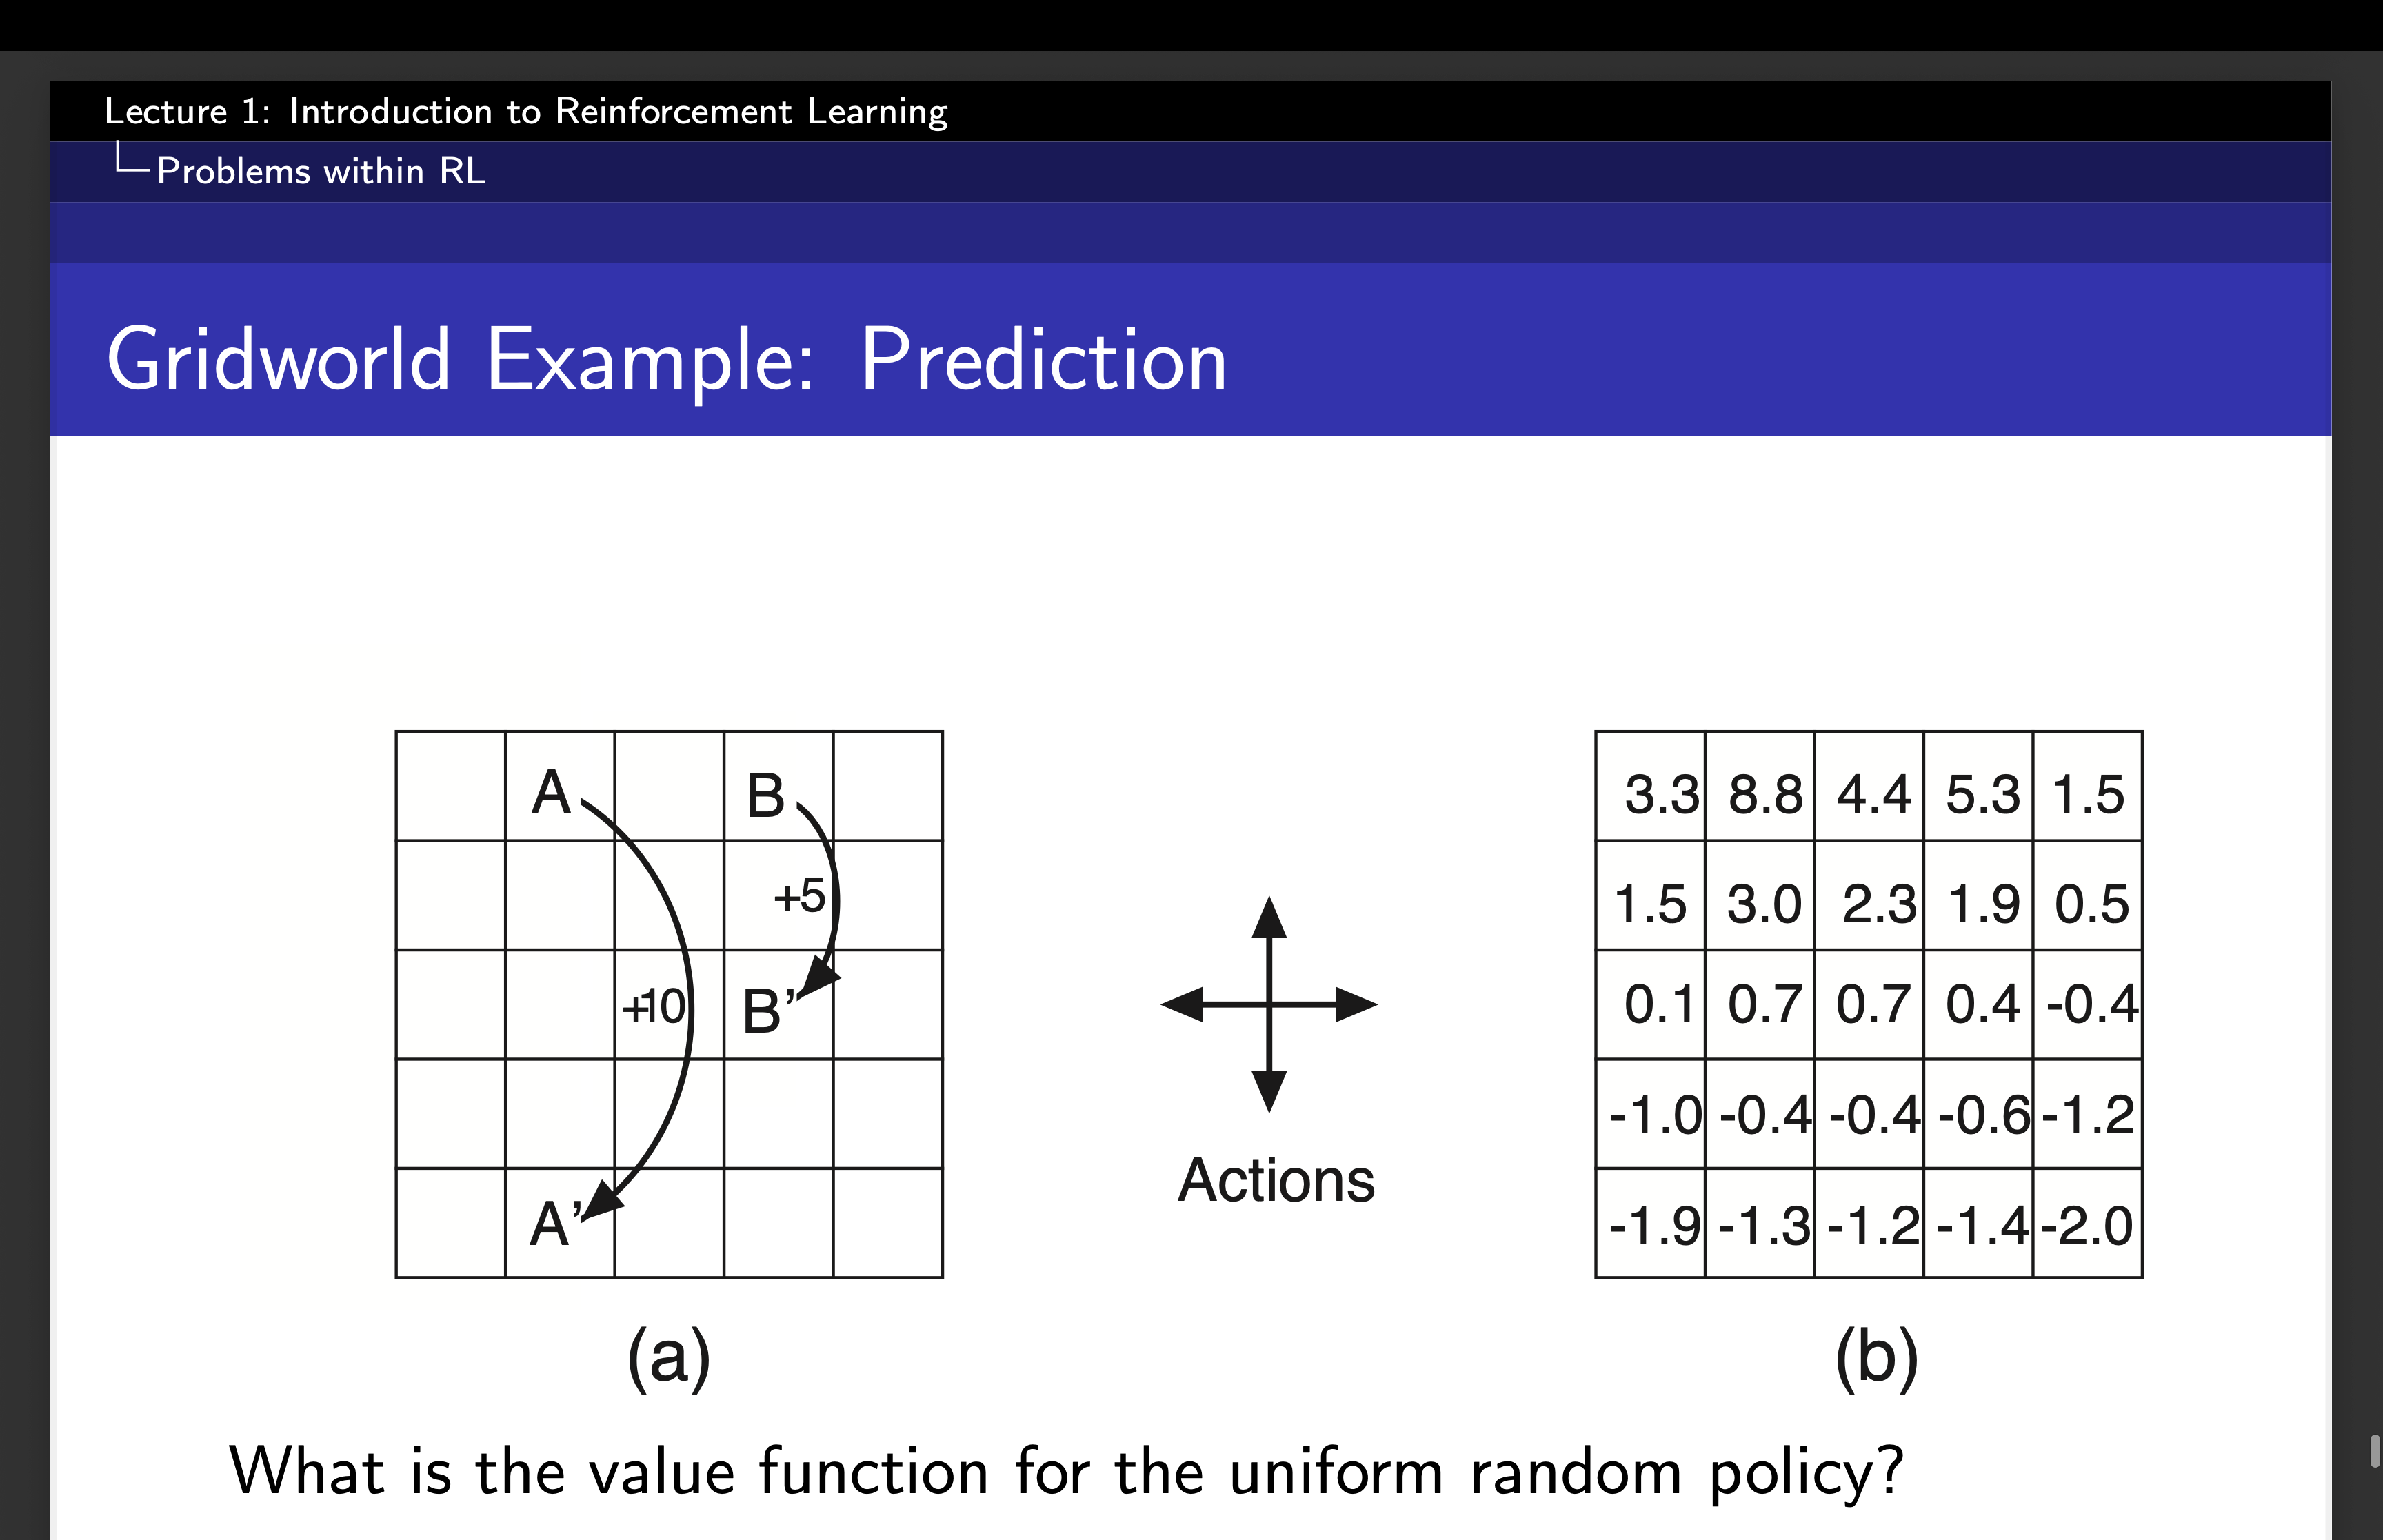 Lecture 1: Introduction to Reinforcement Learning
Problems within RL
Gridworld Example: Prediction
A B
+5
+10 B’
A’
Actions
(a)
3.3 8.8 4.4 5.3 1.5
1.5 3.0 2.3 1.9 0.5
0.1 0.7 0.7 0.4 -0.4
-1.0 -0.4 -0.4 -0.6 -1.2
-1.9 -1.3 -1.2 -1.4 -2.0
(b)
What is the value function for the uniform random policy?